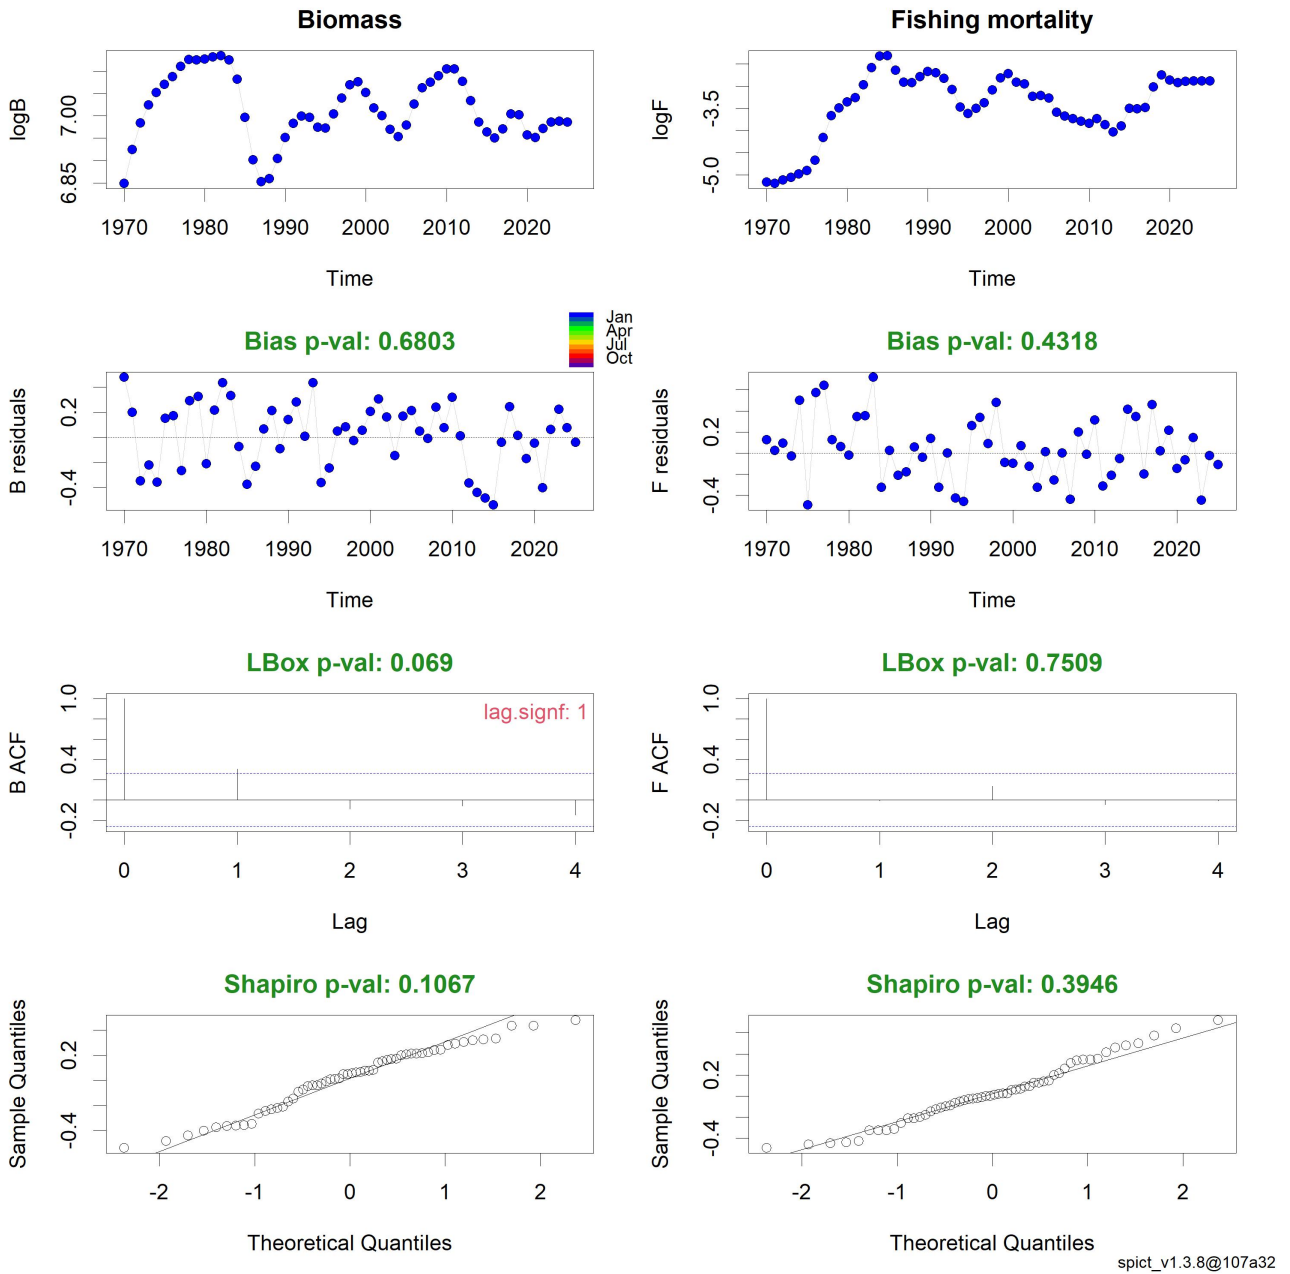 Biomass
logB
7.00
6.85
1970 1980 1990 2000 2010 2020
Time
Fishing mortality
logF
-3.5
-5.0
1970 1980 1990 2000 2010 2020
Time
Bias p-val: 0.6803
Jan
Apr
Jul
Oct
B residuals
0.2
-0.4
1970 1980 1990 2000 2010 2020
Time
Bias p-val: 0.4318
F residuals
0.2
-0.4
1970 1980 1990 2000 2010 2020
Time
LBox p-val: 0.069
lag.signf: 1
B ACF
1.0
0.4
-0.2
0 1 2 3 4
Lag
LBox p-val: 0.7509
F ACF
1.0
0.4
-0.2
0 1 2 3 4
Lag
Shapiro p-val: 0.1067
Sample Quantiles
0.2
-0.4
-2 -1 0 1 2
Theoretical Quantiles
Shapiro p-val: 0.3946
Sample Quantiles
0.2
-0.4
-2 -1 0 1 2
Theoretical Quantiles
spict_v1.3.8@107a32